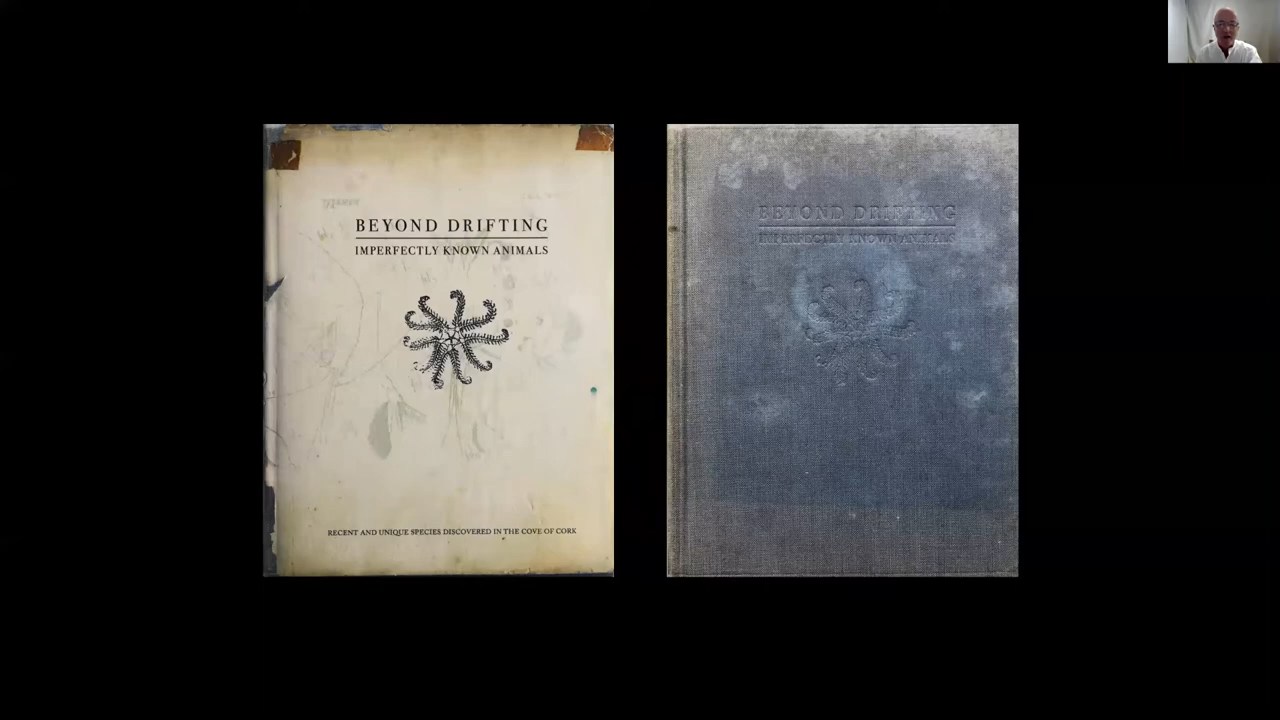 BEYOND DRIFTING
IMPERFECTLY KNOWN ANIMALS
RECENT AND UNIQUE SPECIES DISCOVERED IN THE COVE OF CORK
BEYOND DRIFTING
IMPERFECTLY KNOWN ANIMALS